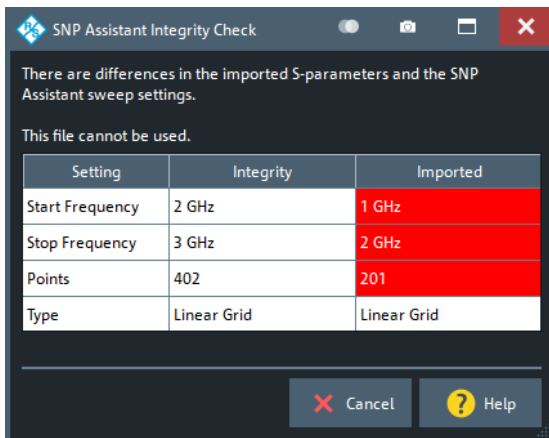 SNP Assistant Integrity Check
There are differences in the imported S-parameters and the SNP
Assistant sweep settings.
This file cannot be used.
Setting Integrity Imported
Start Frequency 2 GHz 1 GHz
Stop Frequency 3 GHz 2 GHz
Points 402 201
Type Linear Grid Linear Grid
Cancel ? Help